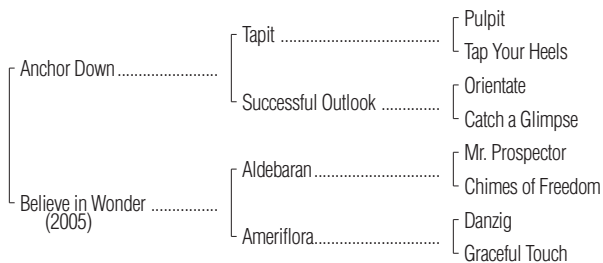 Pulpit
Tapit ........................................
Tap Your Heels
Anchor Down .........................
Orientate
Successful Outlook ..............
Catch a Glimpse
Mr. Prospector
Aldebaran ................................
Chimes of Freedom
Believe in Wonder ................
(2005)
Danzig
Ameriflora................................
Graceful Touch